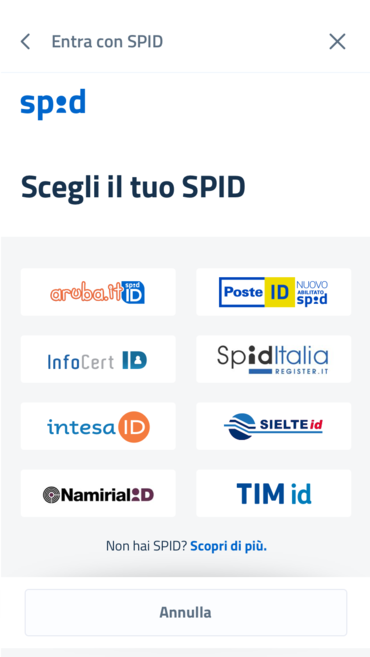 Entra con SPID
spid
Scegli il tuo SPID
aruba.it spid ID
Poste ID NUOVO ABILITATO spid
InfoCert ID
SpidItalia
REGISTER.IT
intesa ID
SIELTE id
Namirial ID
TIM id
Non hai SPID? Scopri di più.
Annulla